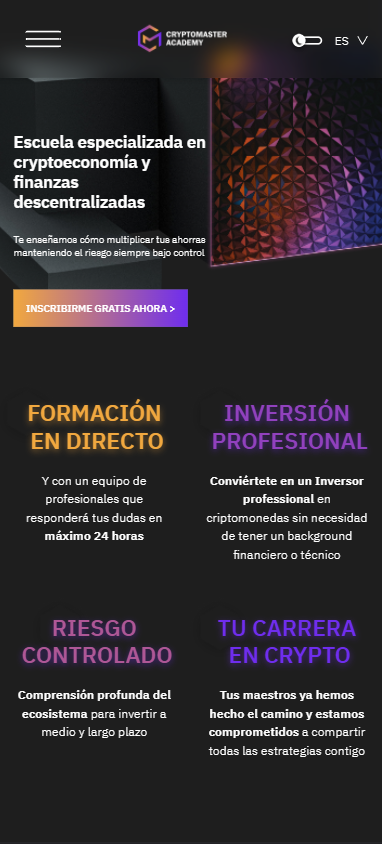 CRYPTOMASTER
ACADEMY
ES
Escuela especializada en
cryptoeconomía y
finanzas
descentralizadas
Te enseñamos cómo multiplicar tus ahorras
manteniendo el riesgo siempre bajo control
INSCRIBIRME GRATIS AHORA >
FORMACIÓN
EN DIRECTO
Y con un equipo de
profesionales que
responderá tus dudas en
máximo 24 horas
INVERSIÓN
PROFESIONAL
Conviértete en un Inversor
professional en
criptomonedas sin necesidad
de tener un background
financiero o técnico
RIESGO
CONTROLADO
Comprensión profunda del
ecosistema para invertir a
medio y largo plazo
TU CARRERA
EN CRYPTO
Tus maestros ya hemos
hecho el camino y estamos
comprometidos a compartir
todas las estrategias contigo